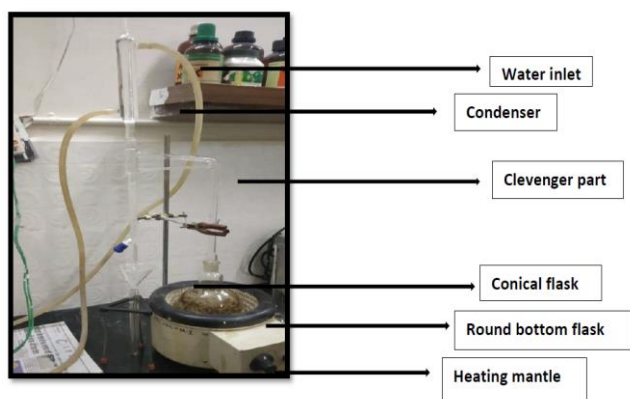 Water inlet
Condenser
Clevenger part
Conical flask
Round bottom flask
Heating mantle